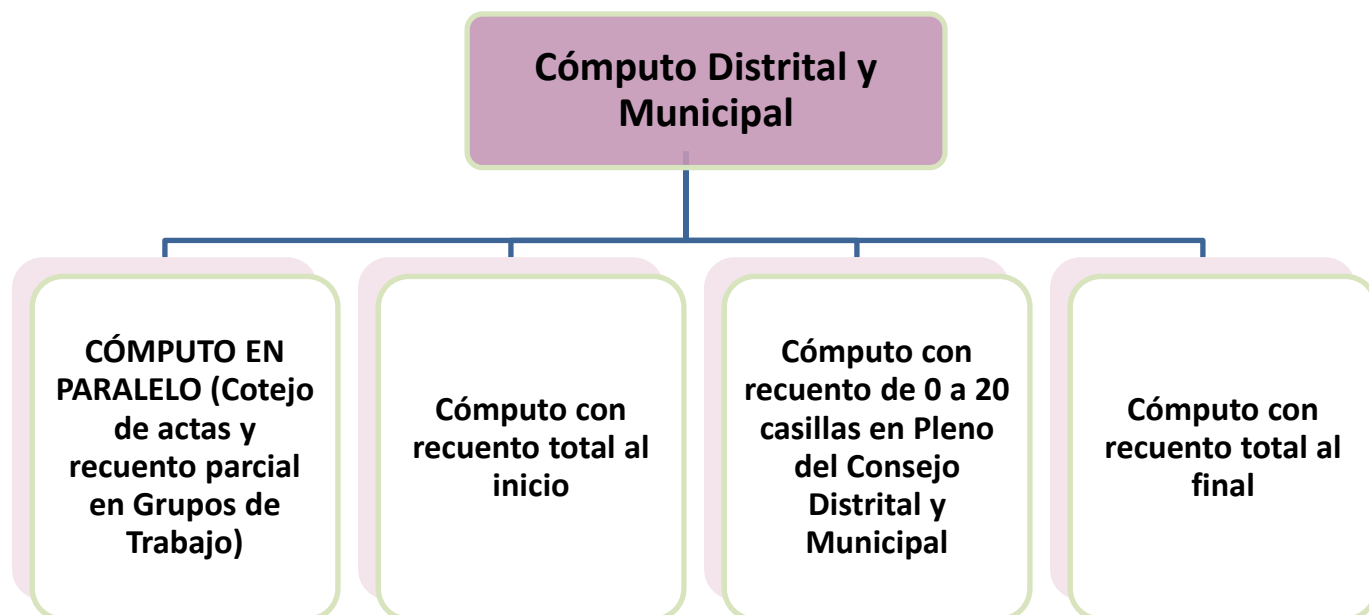 Cómputo Distrital y
Municipal
CÓMPUTO EN
PARALELO (Cotejo
de actas y
recuento parcial
en Grupos de
Trabajo)
Cómputo con
recuento total al
inicio
Cómputo con
recuento de 0 a 20
casillas en Pleno
del Consejo
Distrital y
Municipal
Cómputo con
recuento total al
final